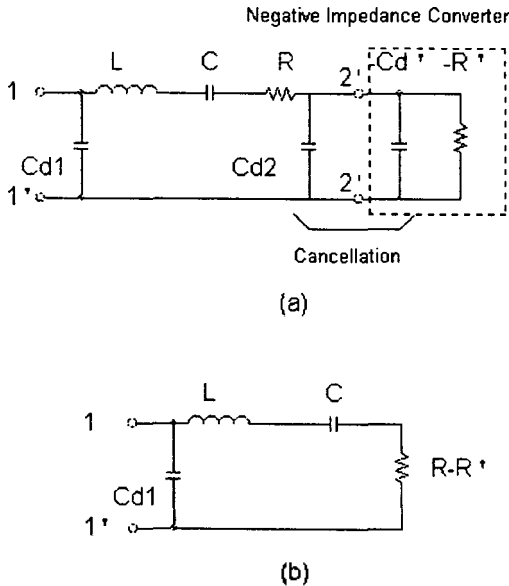 Negative Impedance Converter
L C R 2' -Cd' -R'
1
Cd1 Cd2
1' 2'
Cancellation
(a)
L C
1
R-R'
Cd1
1'
(b)